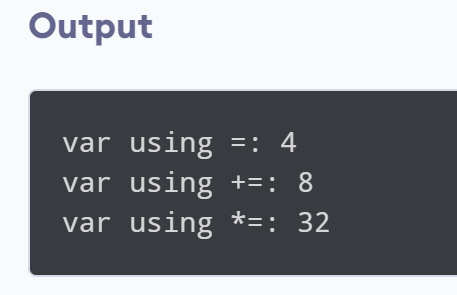 Output
var using =: 4
var using +=: 8
var using *=: 32